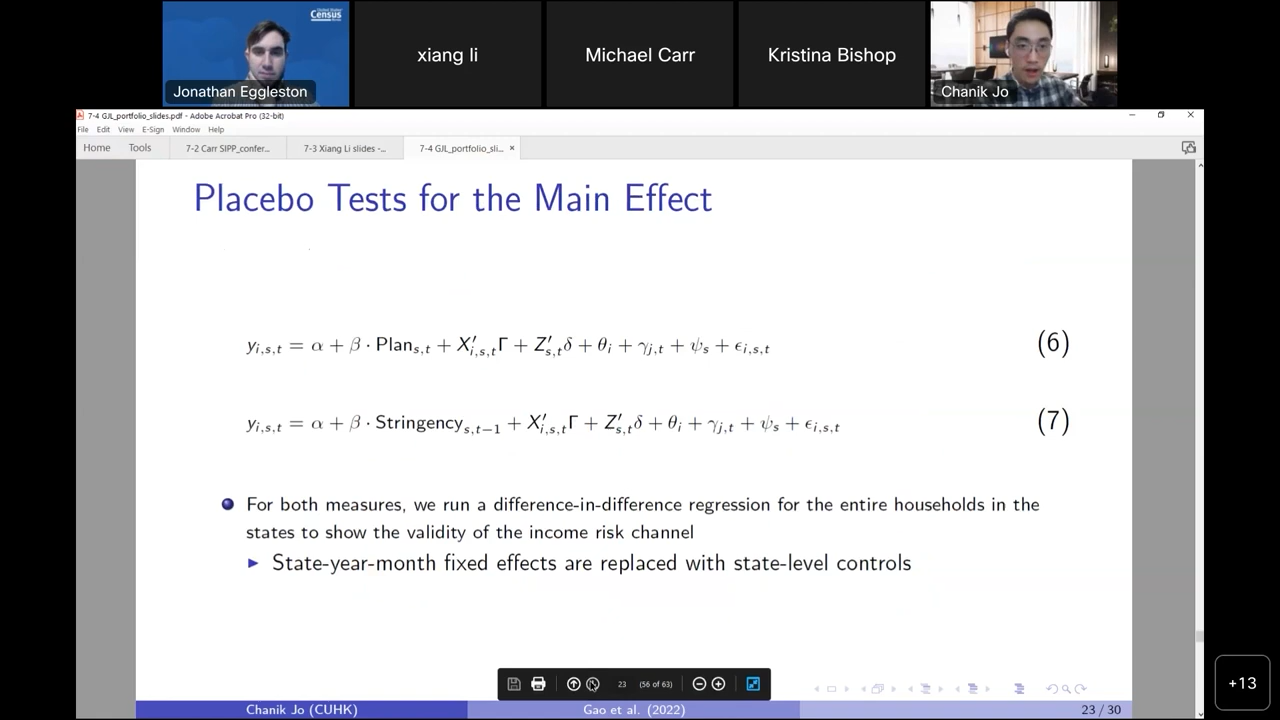 United States®
Census
Bureau
Jonathan Eggleston
xiang li
Michael Carr
Kristina Bishop
Chanik Jo
7-4 GJL_portfolio_slides.pdf - Adobe Acrobat Pro (32-bit)
File Edit View E-Sign Window Help
Home Tools 7-2 Carr SIPP_confer... 7-3 Xiang Li slides -... 7-4 GJL_portfolio_sli... ×
Placebo Tests for the Main Effect
y_{i,s,t} = α + β · Plan_{s,t} + X′_{i,s,t}Γ + Z′_{s,t}δ + θ_i + γ_{j,t} + ψ_s + ϵ_{i,s,t} (6)
y_{i,s,t} = α + β · Stringency_{s,t−1} + X′_{i,s,t}Γ + Z′_{s,t}δ + θ_i + γ_{j,t} + ψ_s + ϵ_{i,s,t} (7)
For both measures, we run a difference-in-difference regression for the entire households in the
states to show the validity of the income risk channel
State-year-month fixed effects are replaced with state-level controls
23 (56 of 63)
Chanik Jo (CUHK) Gao et al. (2022) 23 / 30
+13